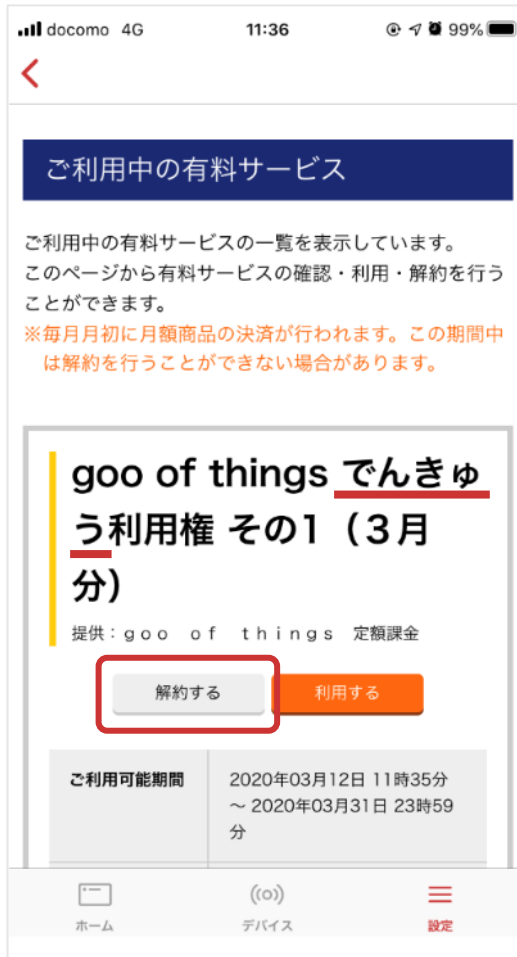 docomo 4G 11:36 99%
ご利用中の有料サービス
ご利用中の有料サービスの一覧を表示しています。
このページから有料サービスの確認・利用・解約を行う
ことができます。
※毎月月初に月額商品の決済が行われます。この期間中
は解約を行うことができない場合があります。
goo of things でんきゅ
う利用権 その1（３月
分）
提供：ｇｏｏ　ｏｆ　ｔｈｉｎｇｓ　定額課金
解約する 利用する
ご利用可能期間 2020年03月12日 11時35分
～ 2020年03月31日 23時59
分
ホーム デバイス 設定